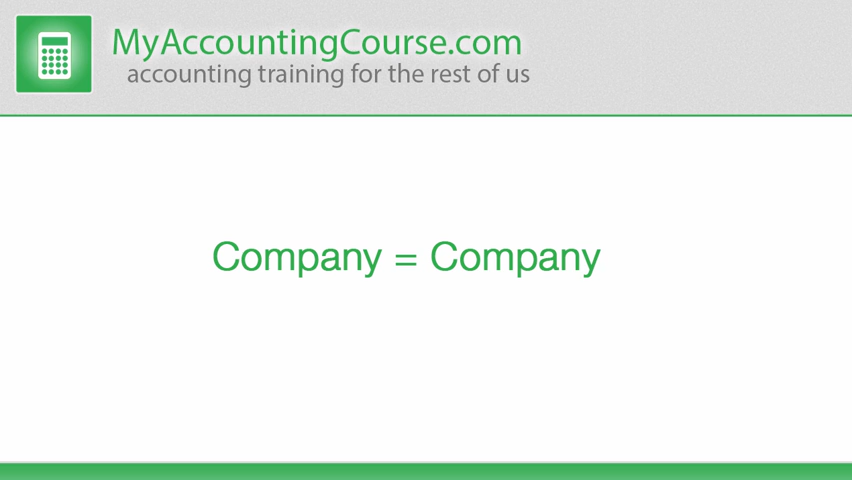 MyAccountingCourse.com
accounting training for the rest of us
Company = Company